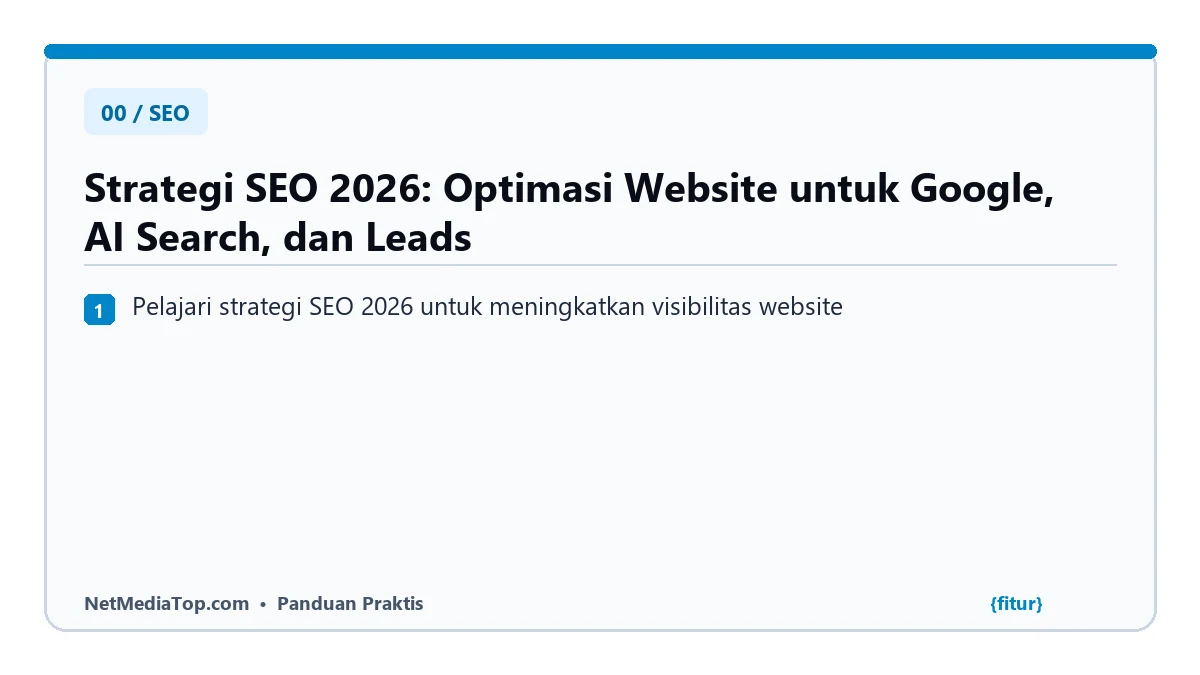 00 / SEO
Strategi SEO 2026: Optimasi Website untuk Google,
AI Search, dan Leads
1 Pelajari strategi SEO 2026 untuk meningkatkan visibilitas website
NetMediaTop.com • Panduan Praktis {fitur}